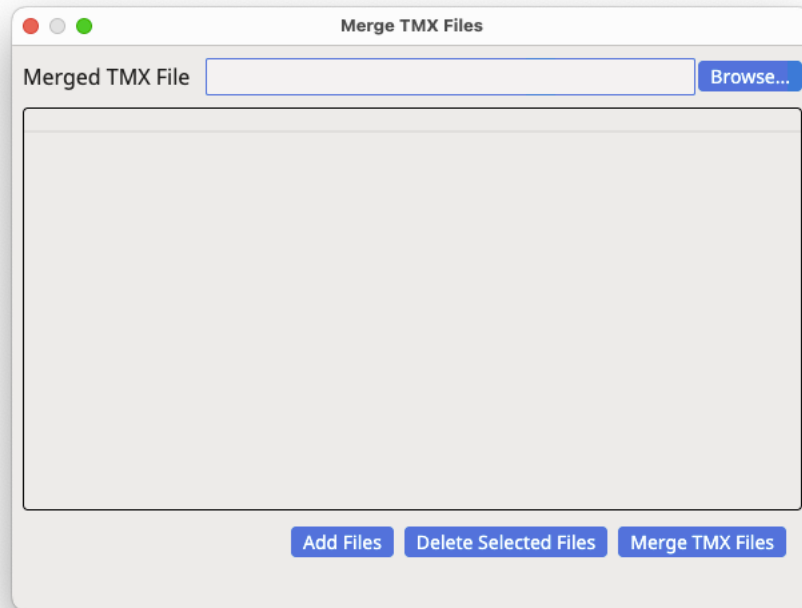 Merge TMX Files
Merged TMX File Browse...
Add Files Delete Selected Files Merge TMX Files